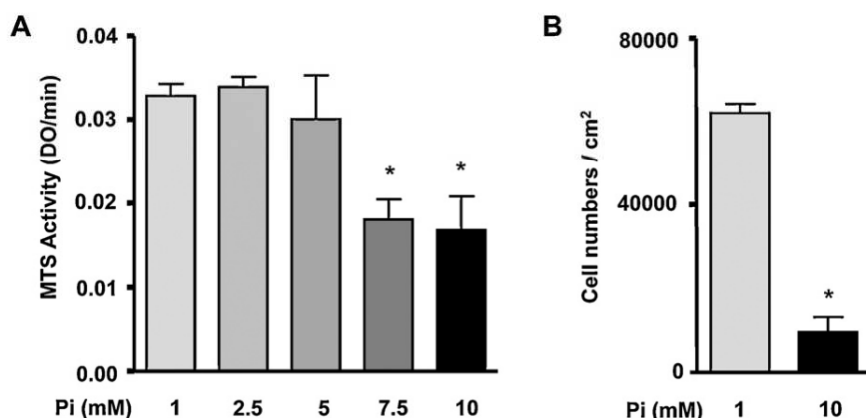 A
MTS Activity (DO/min)
0.04
0.03
0.02
0.01
0.00
* *
Pi (mM) 1 2.5 5 7.5 10
B
Cell numbers / cm²
80000
40000
0
*
Pi (mM) 1 10